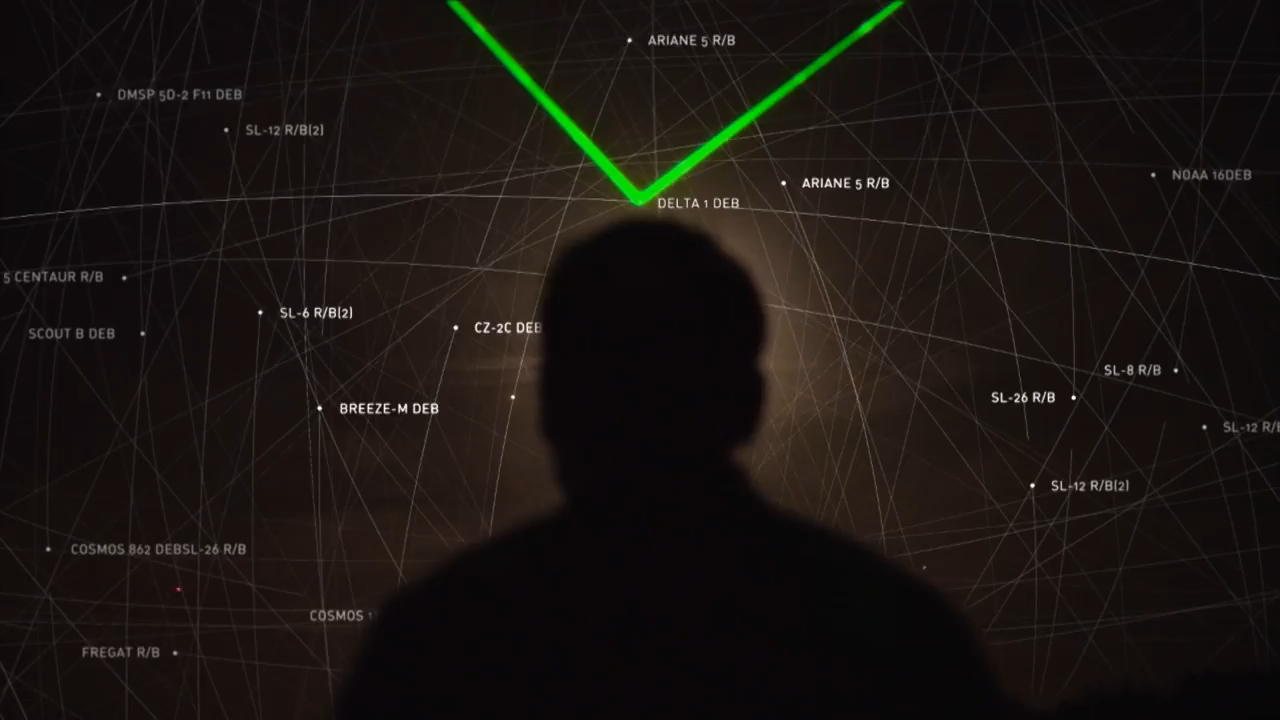 ARIANE 5 R/B
DMSP 5D-2 F11 DEB
SL-12 R/B(2)
NOAA 16DEB
ARIANE 5 R/B
DELTA 1 DEB
5 CENTAUR R/B
SL-6 R/B(2)
CZ-2C DEB
SCOUT B DEB
SL-8 R/B
SL-26 R/B
BREEZE-M DEB
SL-12 R/B
SL-12 R/B(2)
COSMOS 862 DEBSL-26 R/B
COSMOS 1
FREGAT R/B